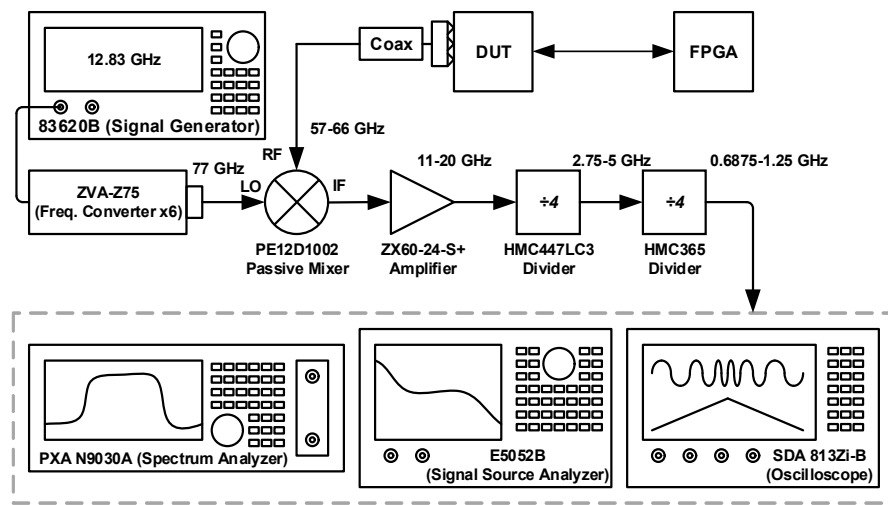 12.83 GHz
83620B (Signal Generator)
Coax
DUT
FPGA
57-66 GHz
RF
77 GHz
LO
IF
11-20 GHz
2.75-5 GHz
0.6875-1.25 GHz
ZVA-Z75
(Freq. Converter x6)
÷4
÷4
PE12D1002
Passive Mixer
ZX60-24-S+
Amplifier
HMC447LC3
Divider
HMC365
Divider
PXA N9030A (Spectrum Analyzer)
E5052B
(Signal Source Analyzer)
SDA 813Zi-B
(Oscilloscope)